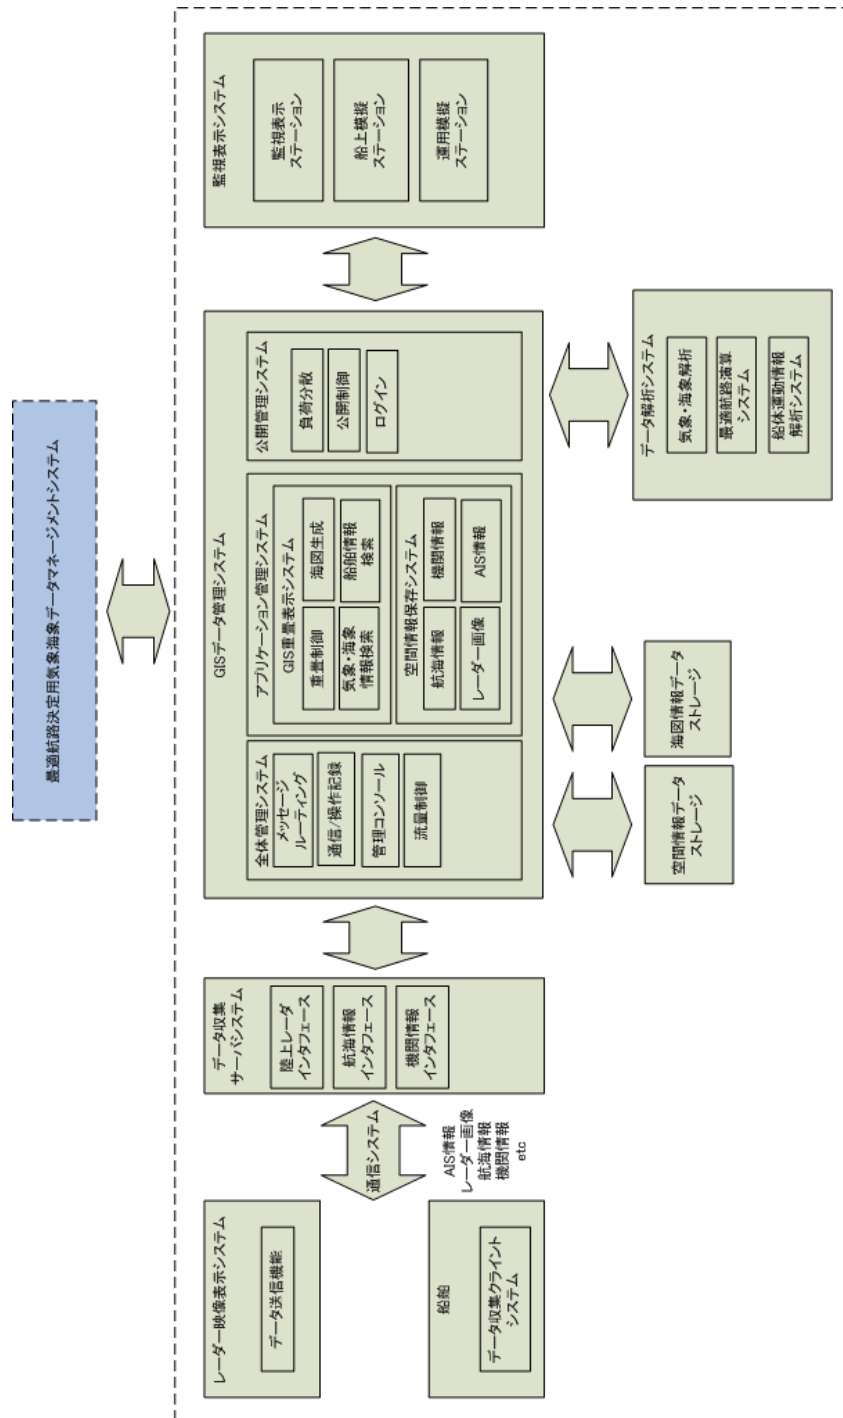 最適航路決定用気象海象データマネージメントシステム
レーダー映像表示システム
データ送信機能
船舶
データ収集クライント
システム
通信システム
AIS情報
レーダー画像
航海情報
機関情報
etc
データ収集
サーバシステム
陸上レーダ
インタフェース
航海情報
インタフェース
機関情報
インタフェース
GISデータ管理システム
全体管理システム
メッセージ
ルーティング
通信/操作記録
管理コンソール
流量制御
アプリケーション管理システム
GIS重畳表示システム
重畳制御
海図生成
気象・海象
情報検索
船舶情報
検索
空間情報保存システム
航海情報
機関情報
レーダー画像
AIS情報
公開管理システム
負荷分散
公開制御
ログイン
監視表示システム
監視表示
ステーション
船上模擬
ステーション
運用模擬
ステーション
空間情報データ
ストレージ
海図情報データ
ストレージ
データ解析システム
気象・海象解析
最適航路演算
システム
船体運動情報
解析システム